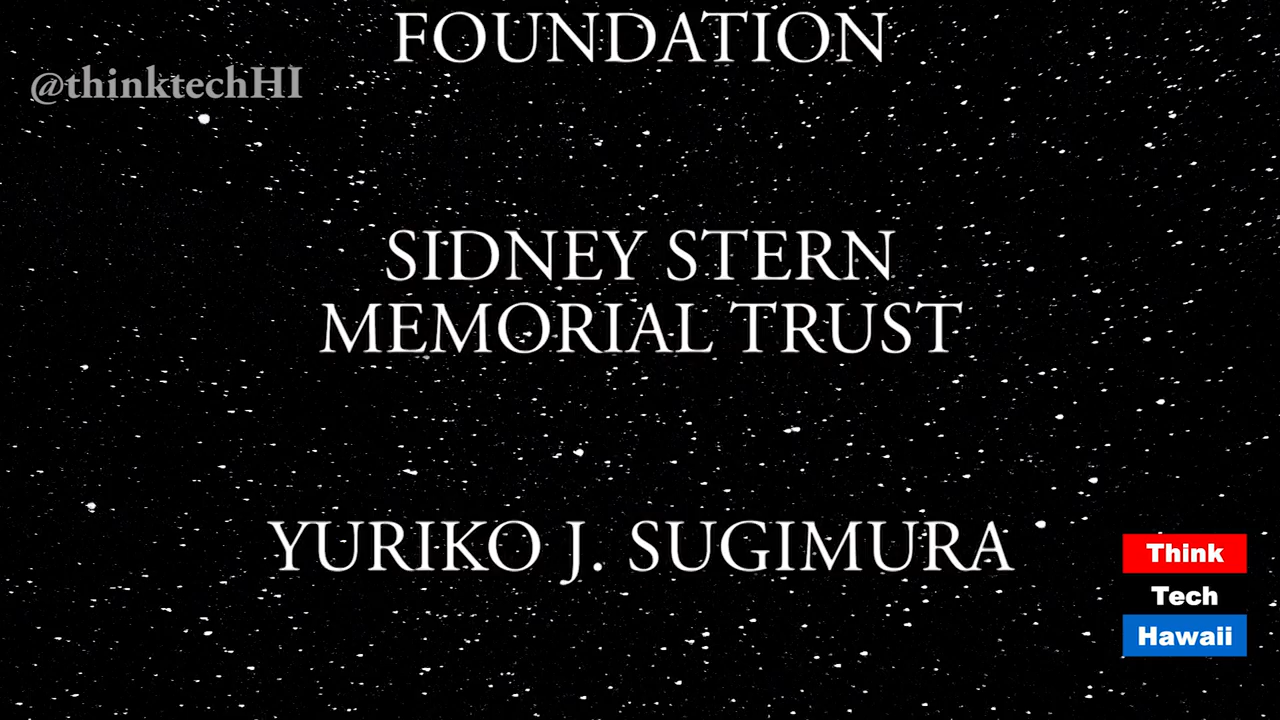 FOUNDATION
@thinktechHI
SIDNEY STERN
MEMORIAL TRUST
YURIKO J. SUGIMURA
Think
Tech
Hawaii